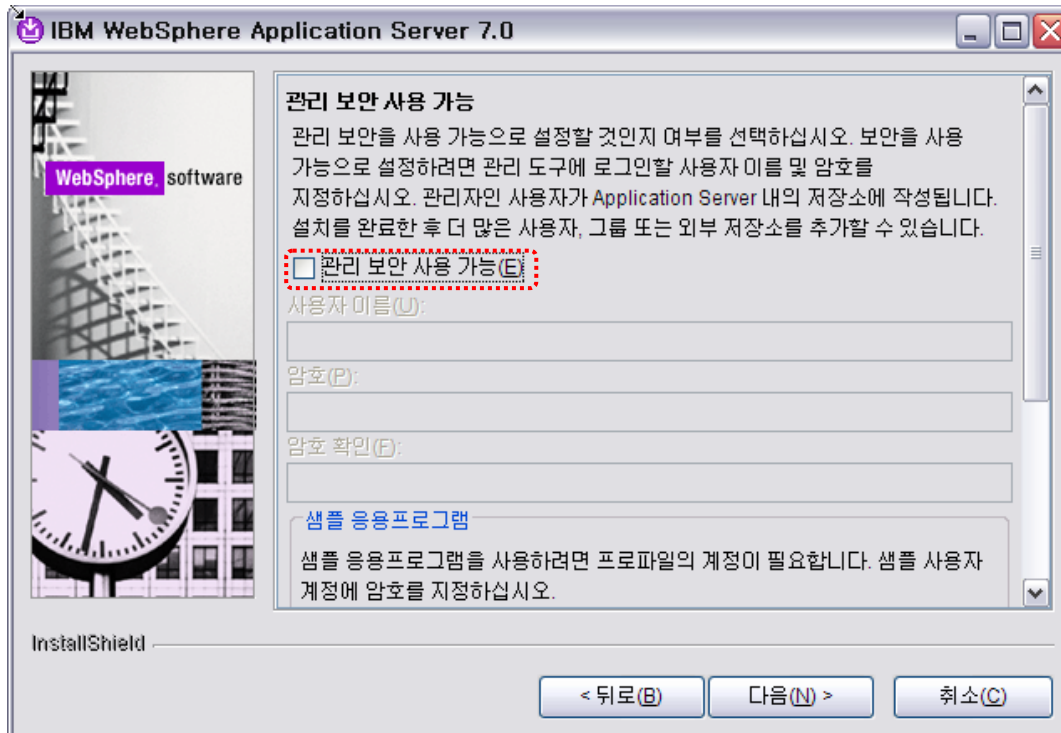 IBM WebSphere Application Server 7.0
WebSphere. software
관리 보안 사용 가능
관리 보안을 사용 가능으로 설정할 것인지 여부를 선택하십시오. 보안을 사용
가능으로 설정하려면 관리 도구에 로그인할 사용자 이름 및 암호를
지정하십시오. 관리자인 사용자가 Application Server 내의 저장소에 작성됩니다.
설치를 완료한 후 더 많은 사용자, 그룹 또는 외부 저장소를 추가할 수 있습니다.
관리 보안 사용 가능(E)
사용자 이름(U):
암호(P):
암호 확인(F):
샘플 응용프로그램
샘플 응용프로그램을 사용하려면 프로파일의 계정이 필요합니다. 샘플 사용자
계정에 암호를 지정하십시오.
InstallShield
< 뒤로(B)
다음(N) >
취소(C)